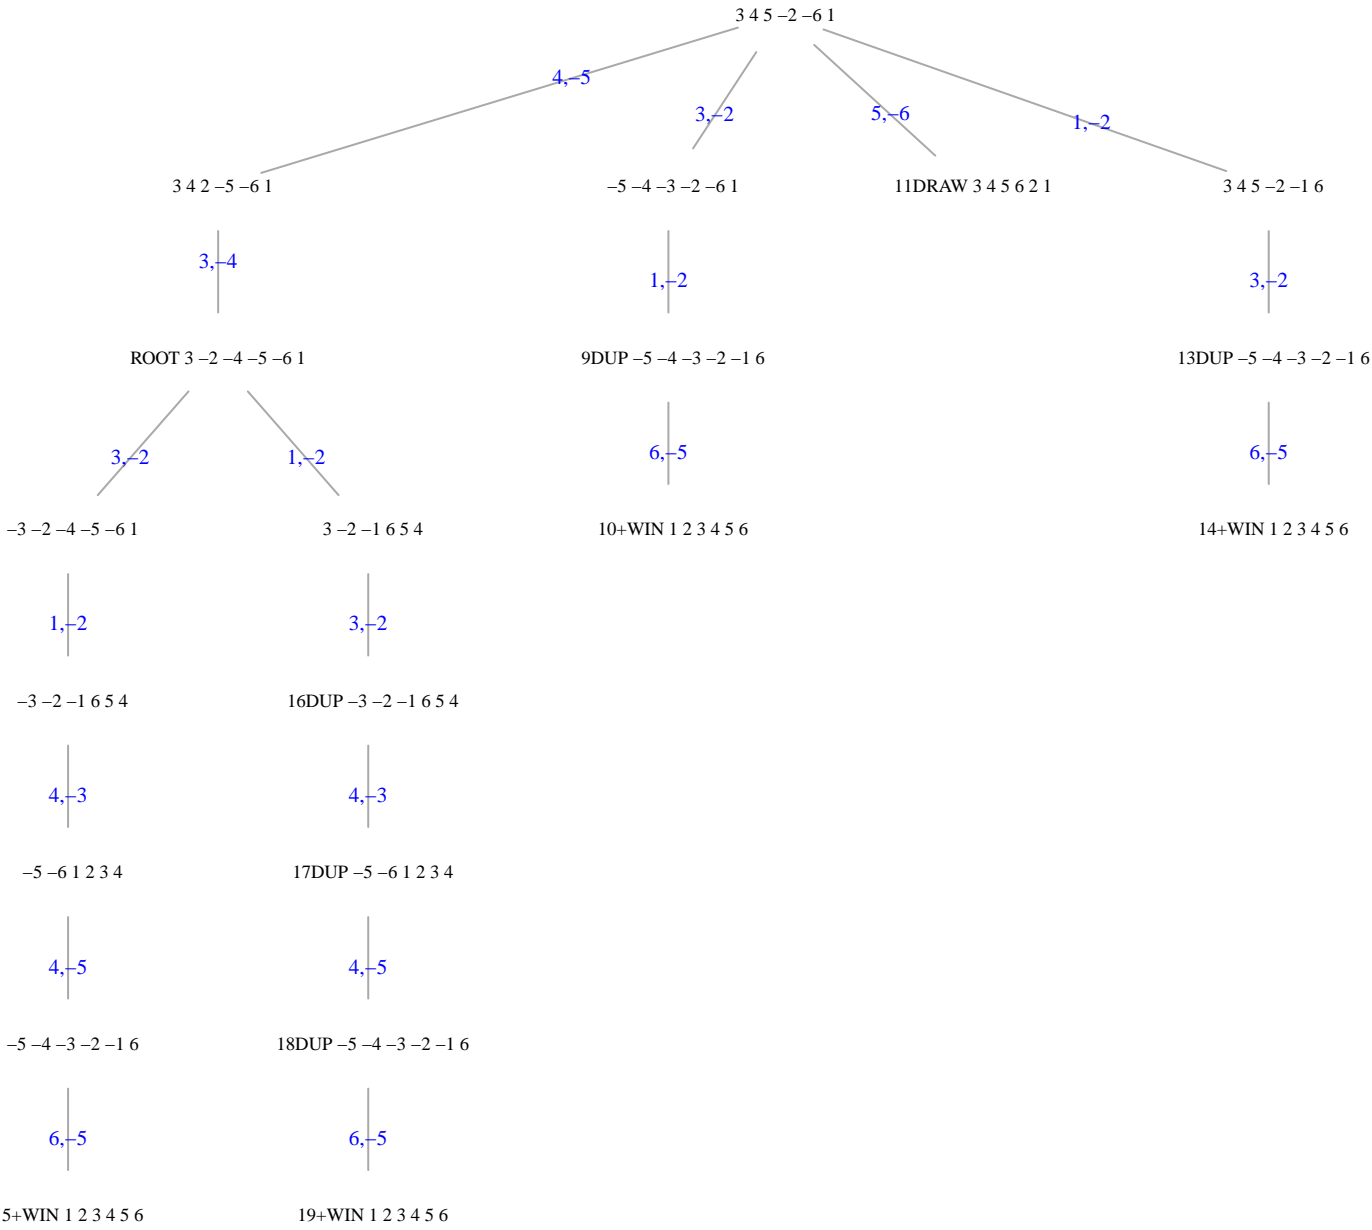 3 4 5 –2 –6 1
4,–5
3,–2
5,–6
1,–2
3 4 2 –5 –6 1
–5 –4 –3 –2 –6 1
11DRAW 3 4 5 6 2 1
3 4 5 –2 –1 6
3,–4
1,–2
3,–2
ROOT 3 –2 –4 –5 –6 1
9DUP –5 –4 –3 –2 –1 6
13DUP –5 –4 –3 –2 –1 6
3,–2
1,–2
6,–5
6,–5
–3 –2 –4 –5 –6 1
3 –2 –1 6 5 4
10+WIN 1 2 3 4 5 6
14+WIN 1 2 3 4 5 6
1,–2
3,–2
–3 –2 –1 6 5 4
16DUP –3 –2 –1 6 5 4
4,–3
4,–3
–5 –6 1 2 3 4
17DUP –5 –6 1 2 3 4
4,–5
4,–5
–5 –4 –3 –2 –1 6
18DUP –5 –4 –3 –2 –1 6
6,–5
6,–5
5+WIN 1 2 3 4 5 6
19+WIN 1 2 3 4 5 6